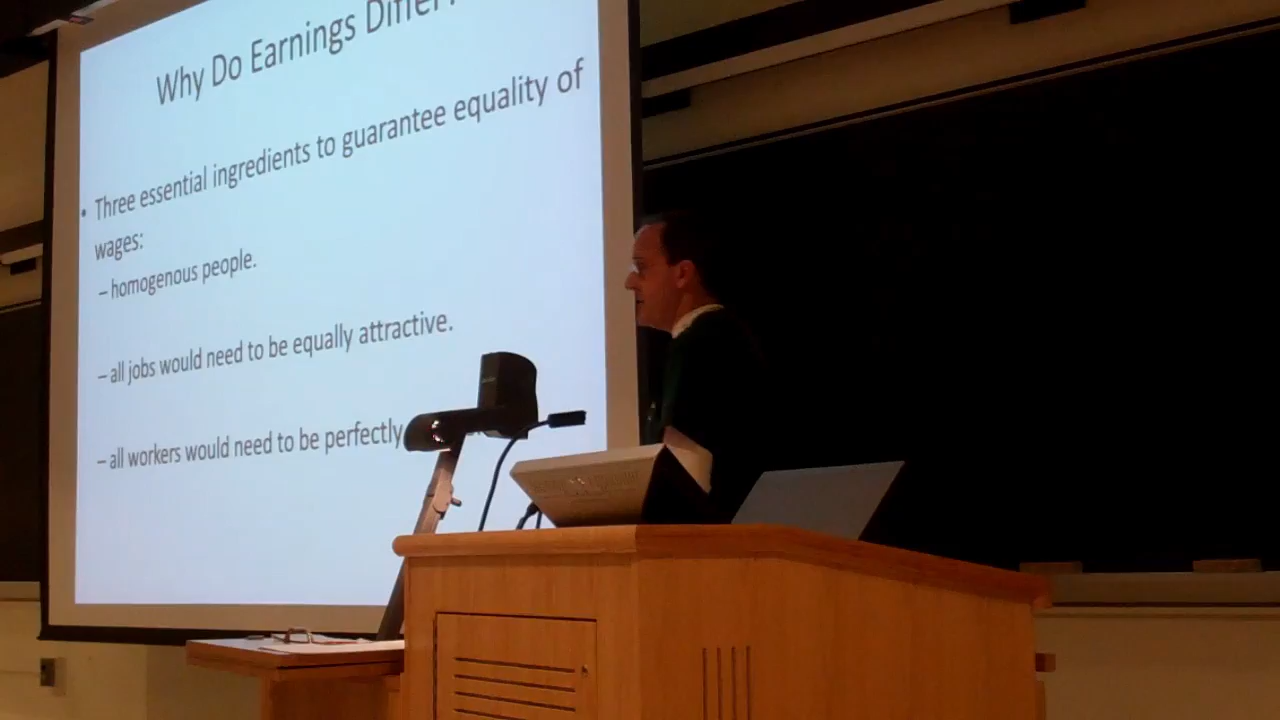 Why Do Earnings Differ
• Three essential ingredients to guarantee equality of
wages:
– homogenous people.
– all jobs would need to be equally attractive.
– all workers would need to be perfectly